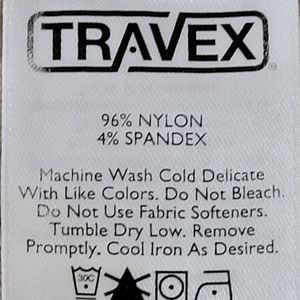 TRAVEX
96% NYLON
4% SPANDEX
Machine Wash Cold Delicate
With Like Colors. Do Not Bleach.
Do Not Use Fabric Softeners.
Tumble Dry Low. Remove
Promptly. Cool Iron As Desired.
30C